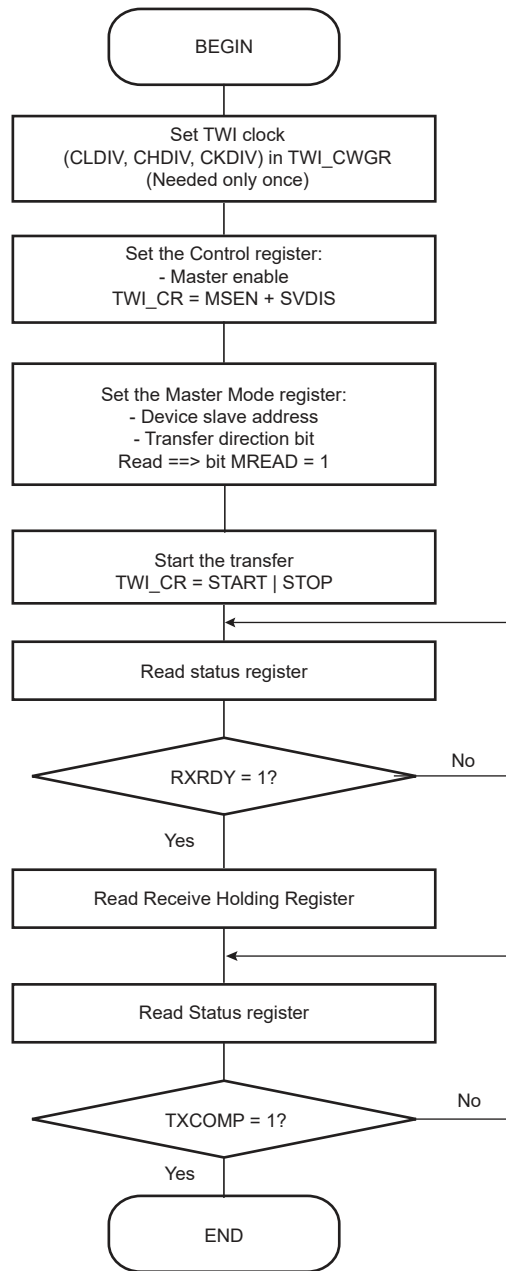 BEGIN
Set TWI clock
(CLDIV, CHDIV, CKDIV) in TWI_CWGR
(Needed only once)
Set the Control register:
- Master enable
TWI_CR = MSEN + SVDIS
Set the Master Mode register:
- Device slave address
- Transfer direction bit
Read ==> bit MREAD = 1
Start the transfer
TWI_CR = START | STOP
Read status register
RXRDY = 1?
No
Yes
Read Receive Holding Register
Read Status register
TXCOMP = 1?
No
Yes
END